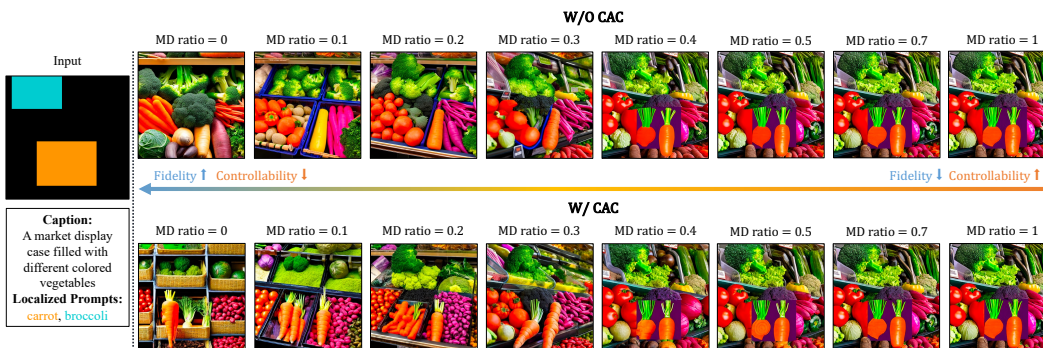 W/O CAC
Input
MD ratio = 0
MD ratio = 0.1
MD ratio = 0.2
MD ratio = 0.3
MD ratio = 0.4
MD ratio = 0.5
MD ratio = 0.7
MD ratio = 1
Fidelity ⬆ Controllability ⬇
Fidelity ⬇ Controllability ⬆
W/ CAC
MD ratio = 0
MD ratio = 0.1
MD ratio = 0.2
MD ratio = 0.3
MD ratio = 0.4
MD ratio = 0.5
MD ratio = 0.7
MD ratio = 1
Caption:
A market display
case filled with
different colored
vegetables
Localized Prompts:
carrot, broccoli